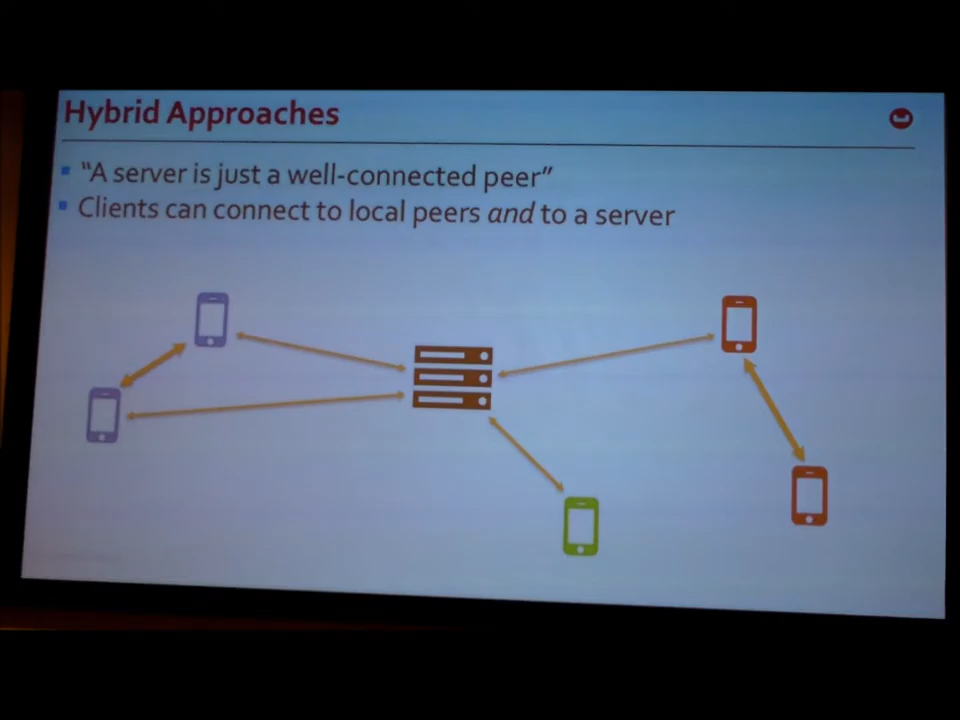 Hybrid Approaches
“A server is just a well-connected peer”
Clients can connect to local peers and to a server